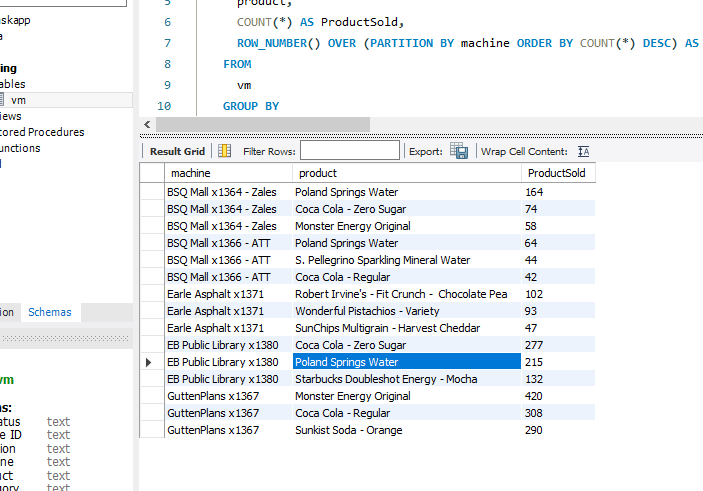 askapp
a
ing
ables
vm
iews
tored Procedures
unctions
5 product,
6 COUNT(*) AS ProductSold,
7 ROW_NUMBER() OVER (PARTITION BY machine ORDER BY COUNT(*) DESC) AS
8 FROM
9 vm
10 GROUP BY
Result Grid Filter Rows: Export: Wrap Cell Content: IA
machine product ProductSold
BSQ Mall x1364 - Zales Poland Springs Water 164
BSQ Mall x1364 - Zales Coca Cola - Zero Sugar 74
BSQ Mall x1364 - Zales Monster Energy Original 58
BSQ Mall x1366 - ATT Poland Springs Water 64
BSQ Mall x1366 - ATT S. Pellegrino Sparkling Mineral Water 44
BSQ Mall x1366 - ATT Coca Cola - Regular 42
Earle Asphalt x1371 Robert Irvine's - Fit Crunch - Chocolate Pea 102
Earle Asphalt x1371 Wonderful Pistachios - Variety 93
Earle Asphalt x1371 SunChips Multigrain - Harvest Cheddar 47
EB Public Library x1380 Coca Cola - Zero Sugar 277
EB Public Library x1380 Poland Springs Water 215
EB Public Library x1380 Starbucks Doubleshot Energy - Mocha 132
GuttenPlans x1367 Monster Energy Original 420
GuttenPlans x1367 Coca Cola - Regular 308
GuttenPlans x1367 Sunkist Soda - Orange 290
ion Schemas
vm
ns:
atus text
e ID text
ion text
ne text
uct text
egory text